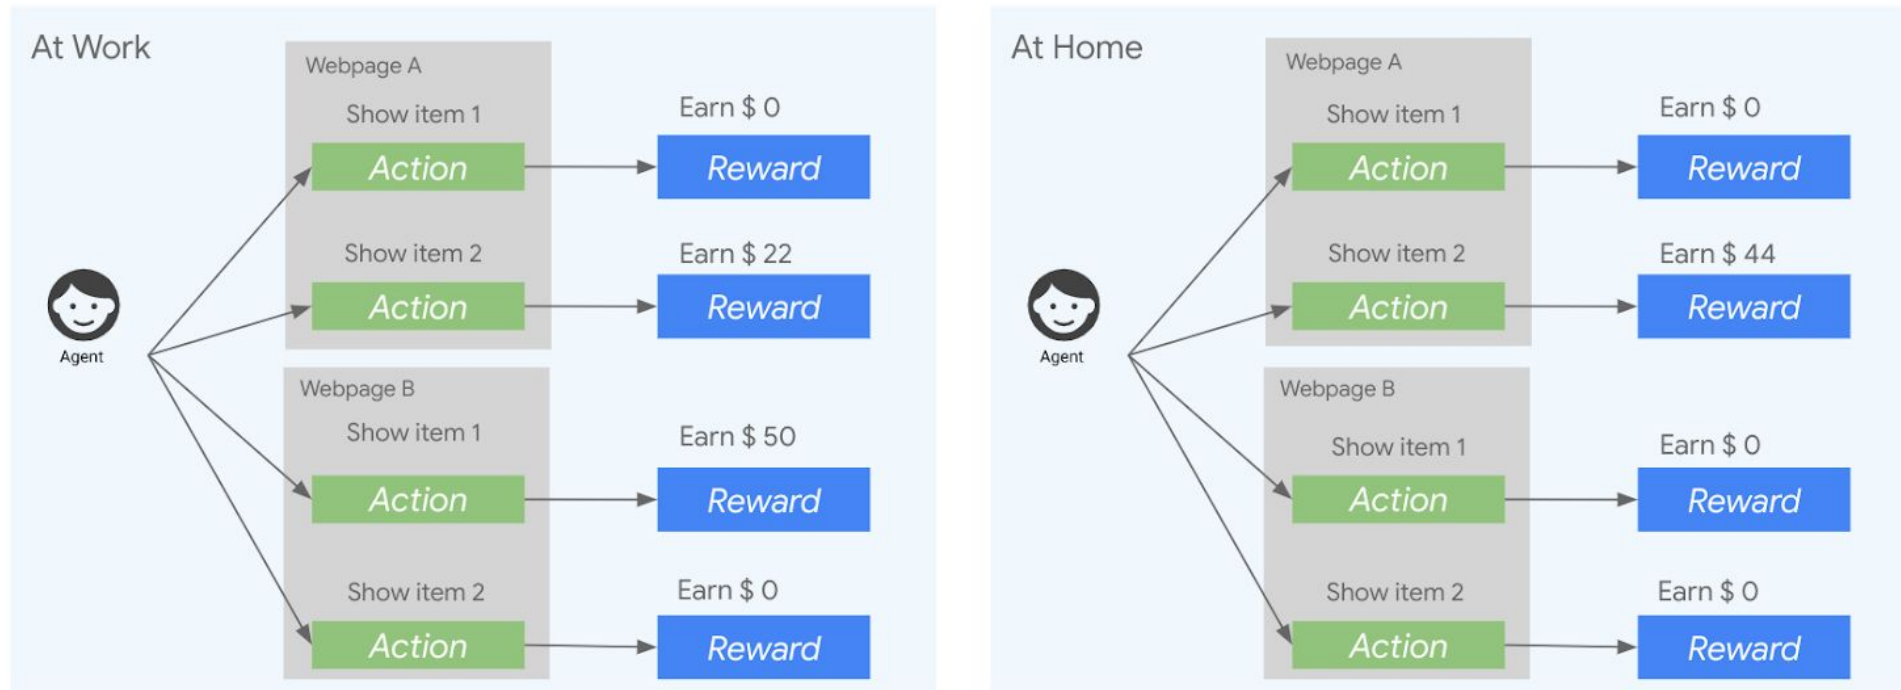 At Work
Webpage A
Show item 1
Action
Earn $ 0
Reward
Show item 2
Action
Earn $ 22
Reward
Agent
Webpage B
Show item 1
Action
Earn $ 50
Reward
Show item 2
Action
Earn $ 0
Reward
At Home
Webpage A
Show item 1
Action
Earn $ 0
Reward
Show item 2
Action
Earn $ 44
Reward
Agent
Webpage B
Show item 1
Action
Earn $ 0
Reward
Show item 2
Action
Earn $ 0
Reward